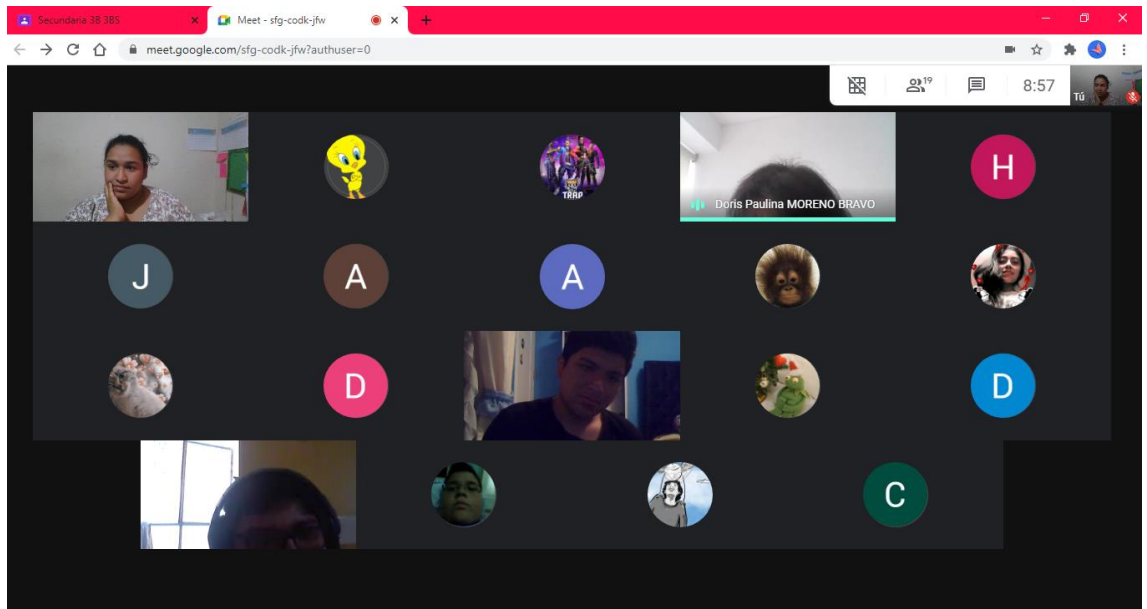 Secundaria 3B 3BS
Meet - sfg-codk-jfw
meet.google.com/sfg-codk-jfw?authuser=0
19
8:57
Tú
TRAP
Doris Paulina MORENO BRAVO
H
J
A
A
D
D
C